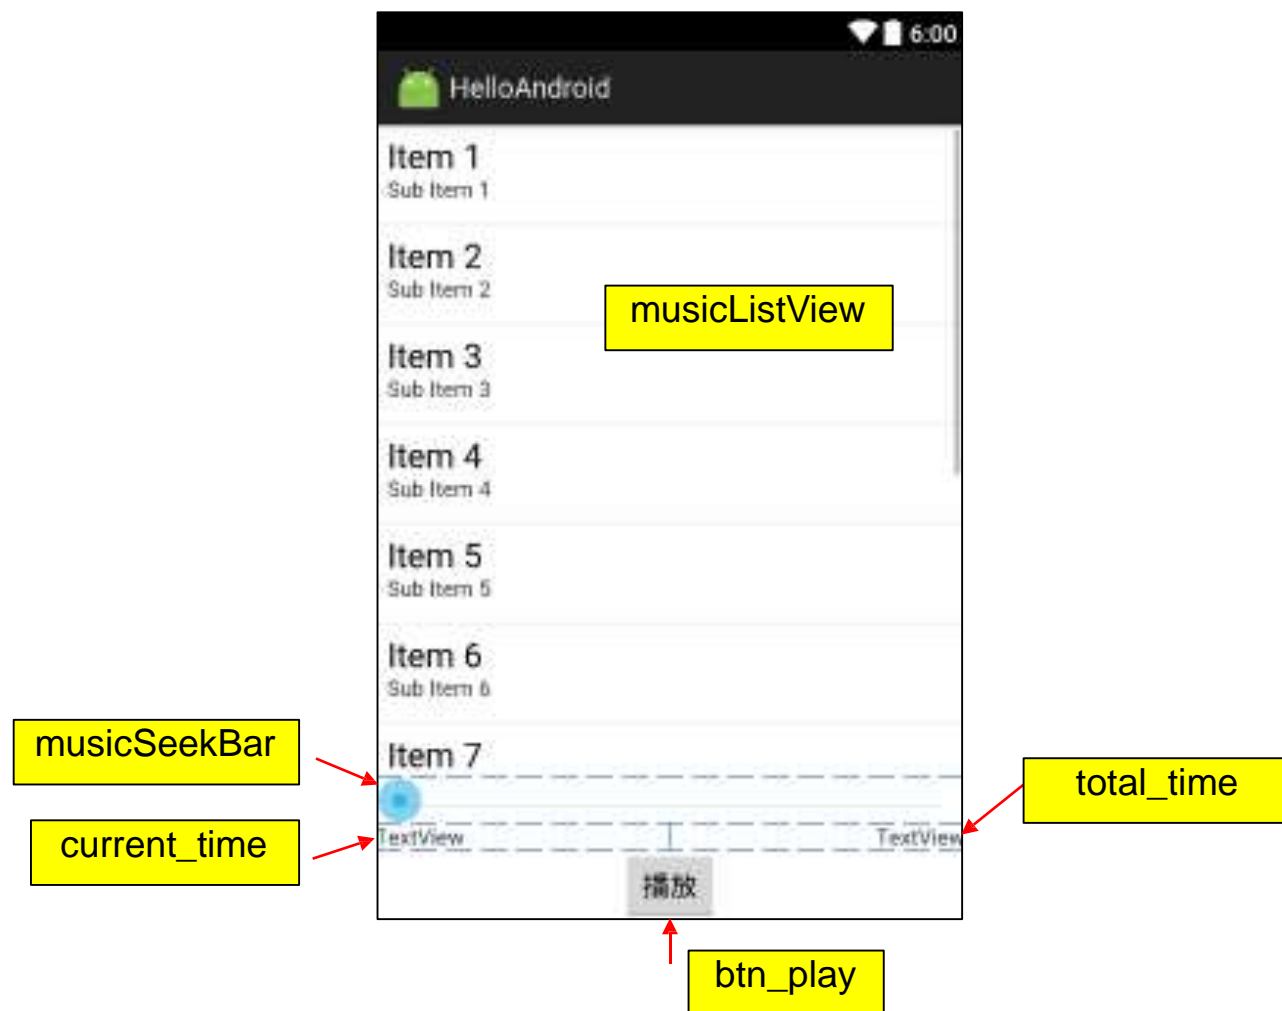 6:00
HelloAndroid
Item 1
Sub Item 1
Item 2
Sub Item 2
musicListView
Item 3
Sub Item 3
Item 4
Sub Item 4
Item 5
Sub Item 5
Item 6
Sub Item 6
musicSeekBar
Item 7
total_time
current_time
TextView
TextView
播放
btn_play